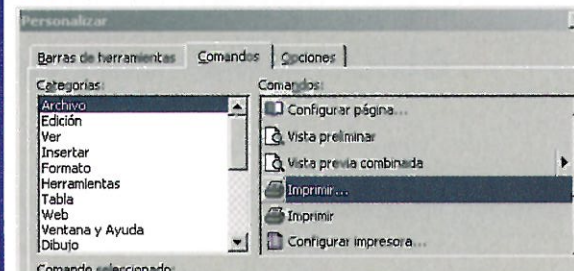 Personalizar
Barras de herramientas Comandos Opciones
Categorías: Comandos:
Archivo
Edición
Ver
Insertar
Formato
Herramientas
Tabla
Web
Ventana y Ayuda
Dibujo
Configurar página...
Vista preliminar
Vista previa combinada
Imprimir...
Imprimir
Configurar impresora...
Comando seleccionado: